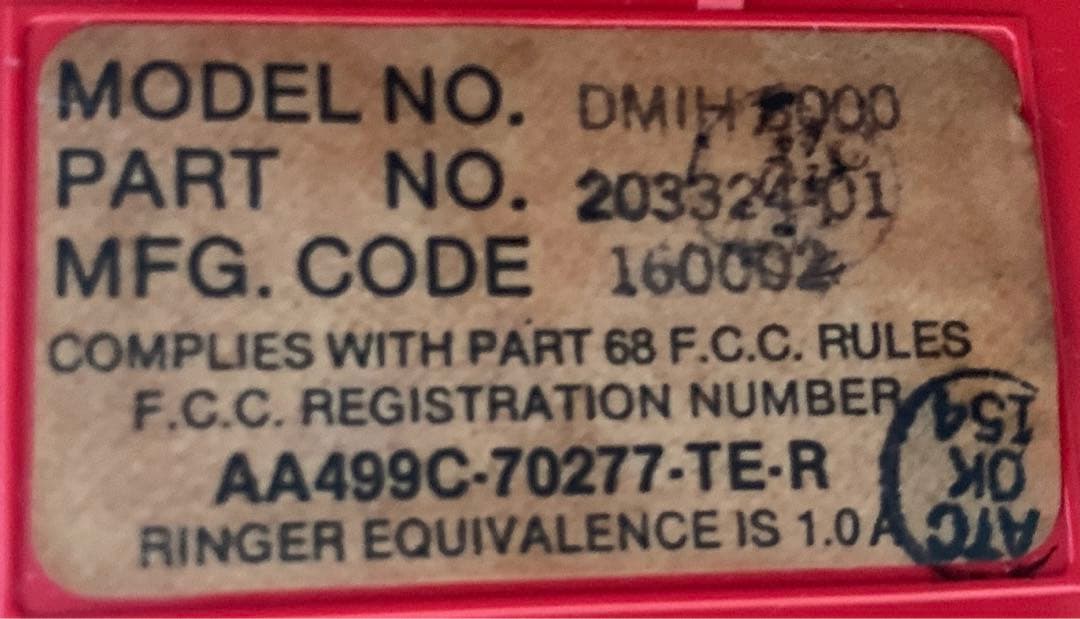 MODEL NO. DMIH
PART NO. 203324-01
MFG. CODE 160002
COMPLIES WITH PART 68 F.C.C. RULES
F.C.C. REGISTRATION NUMBER
AA499C-70277-TE-R
RINGER EQUIVALENCE IS 1.0 A
ATC
OK
154